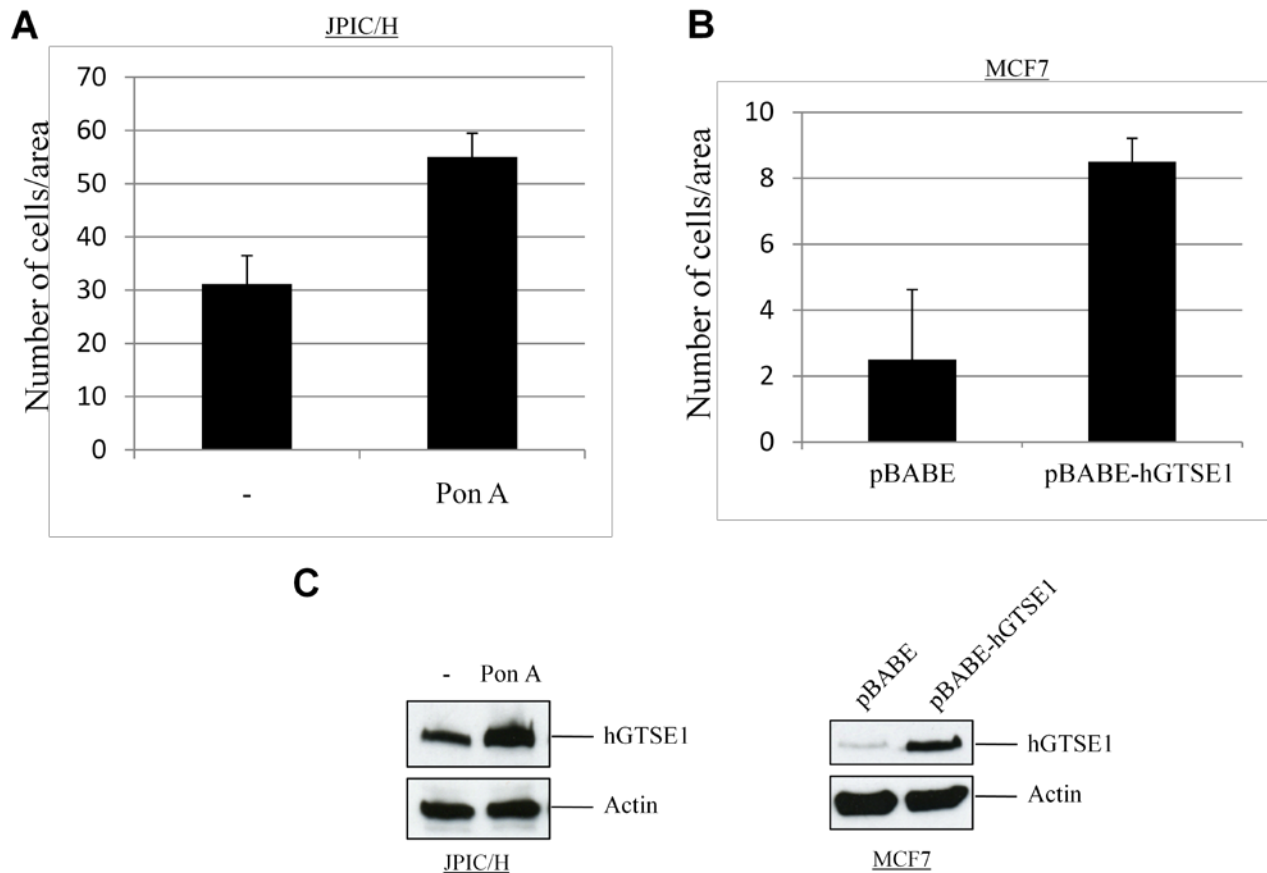 A
JPIC/H
Number of cells/area
70
60
50
40
30
20
10
0
-
Pon A
B
MCF7
Number of cells/area
10
8
6
4
2
0
pBABE
pBABE-hGTSE1
C
- Pon A
hGTSE1
Actin
JPIC/H
pBABE
pBABE-hGTSE1
hGTSE1
Actin
MCF7